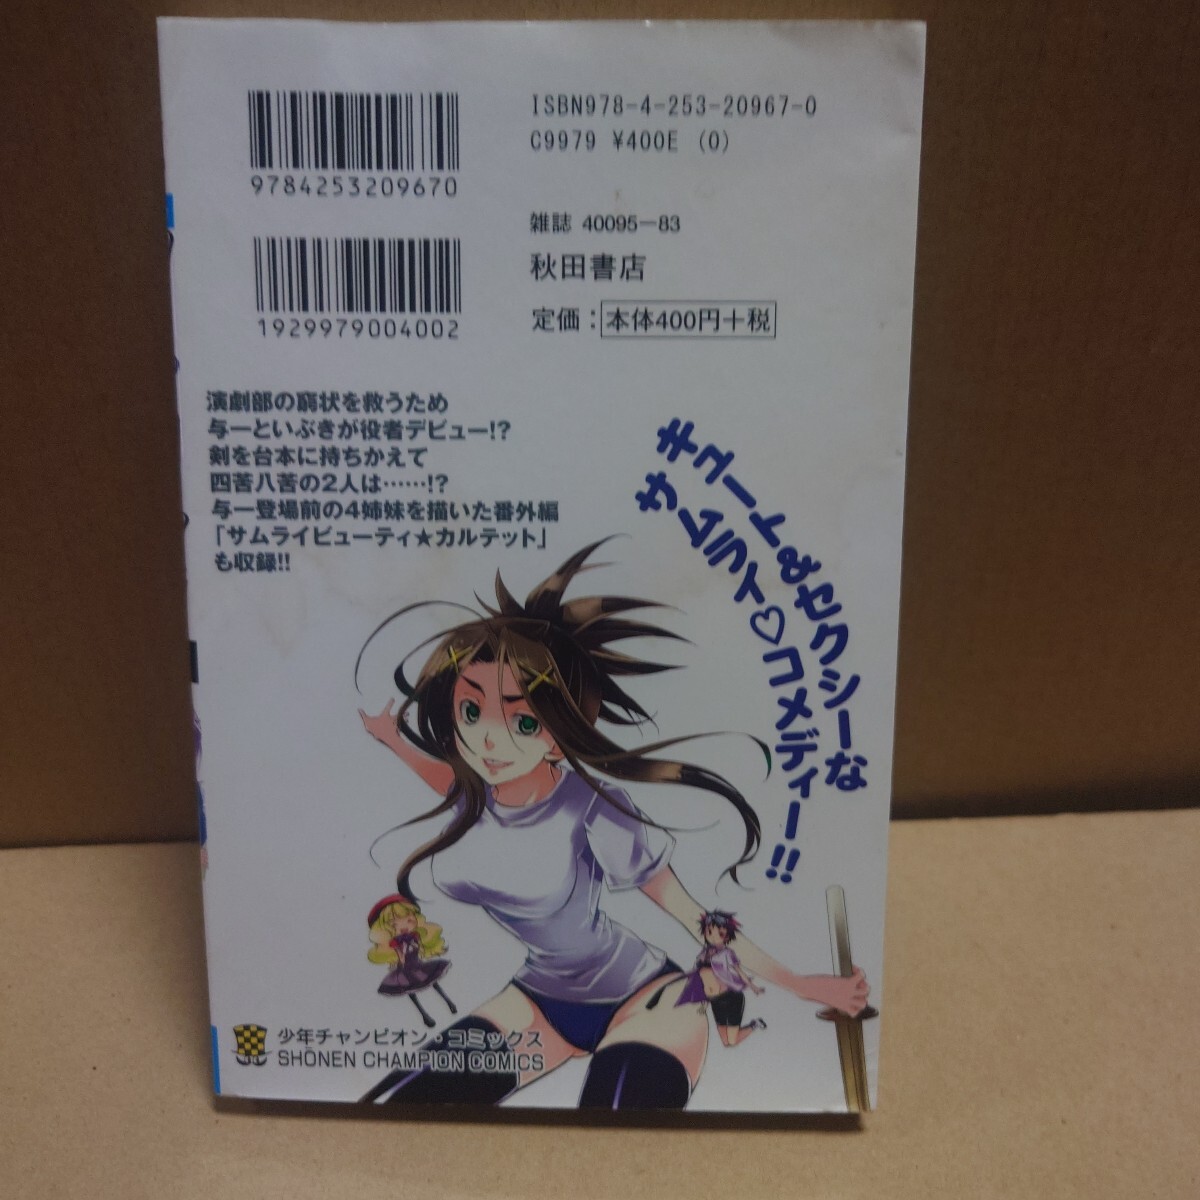 9784253209670
1929979004002
ISBN978-4-253-20967-0
C9979 ¥400E (0)
雑誌 40095-83
秋田書店
定価：本体400円+税
演劇部の窮状を救うため
与一といぶきが役者デビュー!?
剣を台本に持ちかえて
四苦八苦の2人は……!?
与一登場前の4姉妹を描いた番外編
「サムライビューティ★カルテット」
も収録!!
キュート&セクシーな
サムライ♡コメディー!!
少年チャンピオン・コミックス
SHŌNEN CHAMPION COMICS